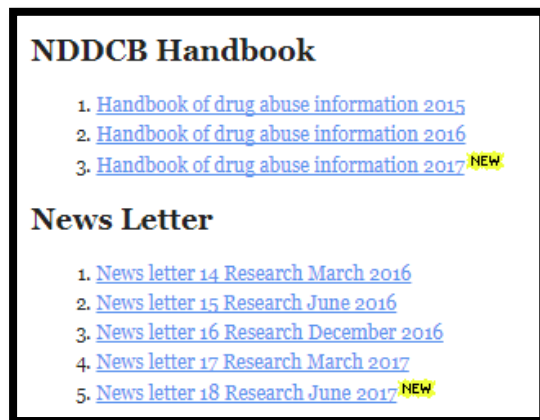 NDDCB Handbook
1. Handbook of drug abuse information 2015
2. Handbook of drug abuse information 2016
3. Handbook of drug abuse information 2017 NEW
News Letter
1. News letter 14 Research March 2016
2. News letter 15 Research June 2016
3. News letter 16 Research December 2016
4. News letter 17 Research March 2017
5. News letter 18 Research June 2017 NEW